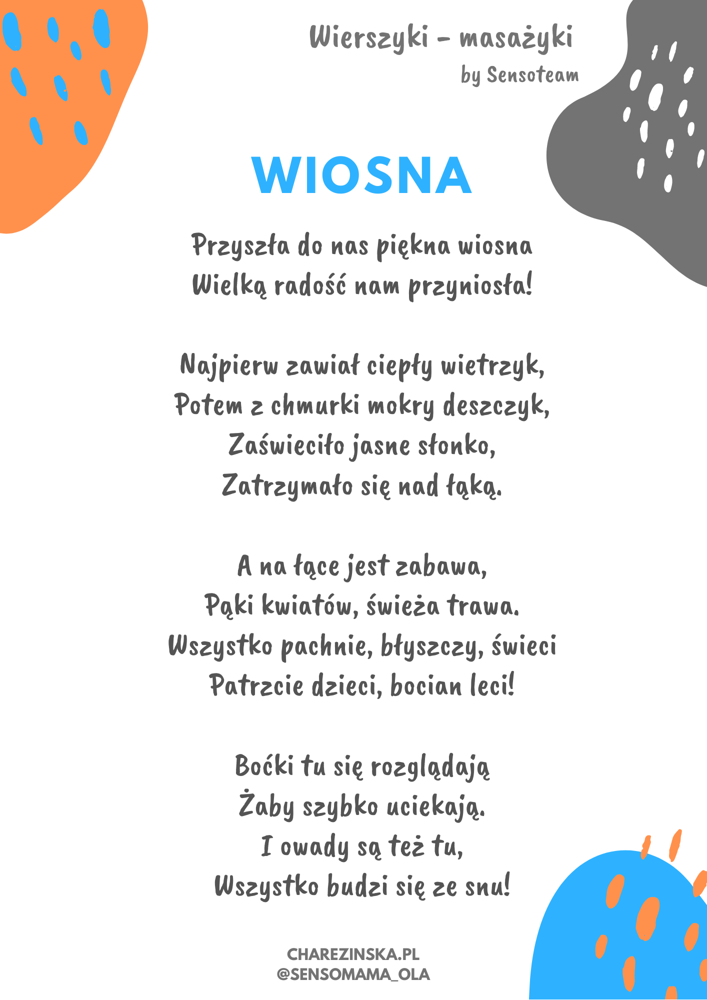 Wierszyki - masażyki
by Sensoteam
WIOSNA
Przyszła do nas piękna wiosna
Wielką radość nam przyniosła!
Najpierw zawiał ciepły wietrzyk,
Potem z chmurki mokry deszczyk,
Zaświeciło jasne słonko,
Zatrzymało się nad łąką.
A na łące jest zabawa,
Pąki kwiatów, świeża trawa.
Wszystko pachnie, błyszczy, świeci
Patrzcie dzieci, bocian leci!
Boćki tu się rozglądają
Żaby szybko uciekają.
I owady są też tu,
Wszystko budzi się ze snu!
CHAREZINSKA.PL
@SENSOMAMA_OLA